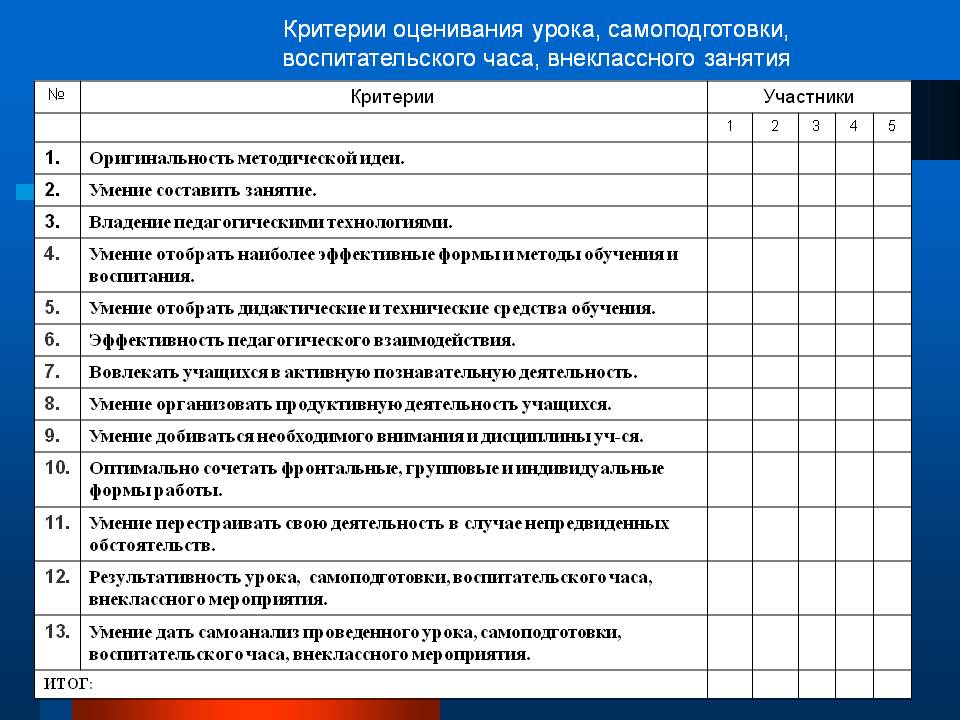 Критерии оценивания урока, самоподготовки,
воспитательского часа, внеклассного занятия
№ Критерии Участники
1 2 3 4 5
1. Оригинальность методической идеи.
2. Умение составить занятие.
3. Владение педагогическими технологиями.
4. Умение отобрать наиболее эффективные формы и методы обучения и
воспитания.
5. Умение отобрать дидактические и технические средства обучения.
6. Эффективность педагогического взаимодействия.
7. Вовлекать учащихся в активную познавательную деятельность.
8. Умение организовать продуктивную деятельность учащихся.
9. Умение добиваться необходимого внимания и дисциплины уч-ся.
10. Оптимально сочетать фронтальные, групповые и индивидуальные
формы работы.
11. Умение перестраивать свою деятельность в случае непредвиденных
обстоятельств.
12. Результативность урока, самоподготовки, воспитательского часа,
внеклассного мероприятия.
13. Умение дать самоанализ проведенного урока, самоподготовки,
воспитательского часа, внеклассного мероприятия.
ИТОГ: